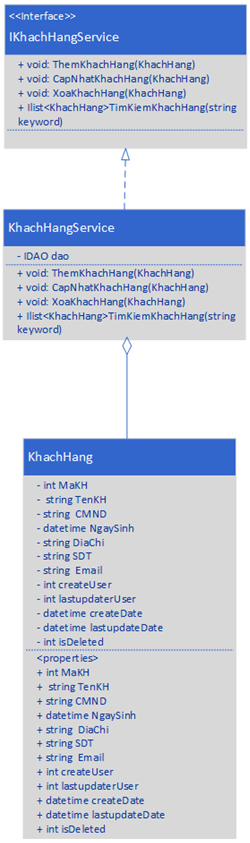 <<Interface>>
IKhachHangService
+ void: ThemKhachHang(KhachHang)
+ void: CapNhatKhachHang(KhachHang)
+ void: XoaKhachHang(KhachHang)
+ Ilist<KhachHang>TimKiemKhachHang(string
keyword)
KhachHangService
- IDAO dao
+ void: ThemKhachHang(KhachHang)
+ void: CapNhatKhachHang(KhachHang)
+ void: XoaKhachHang(KhachHang)
+ Ilist<KhachHang>TimKiemKhachHang(string
keyword)
KhachHang
- int MaKH
- string TenKH
- string CMND
- datetime NgaySinh
- string DiaChi
- string SDT
- string Email
- int createUser
- int lastupdaterUser
- datetime createDate
- datetime lastupdateDate
- int isDeleted
<properties>
+ int MaKH
+ string TenKH
+ string CMND
+ datetime NgaySinh
+ string DiaChi
+ string SDT
+ string Email
+ int createUser
+ int lastupdaterUser
+ datetime createDate
+ datetime lastupdateDate
+ int isDeleted